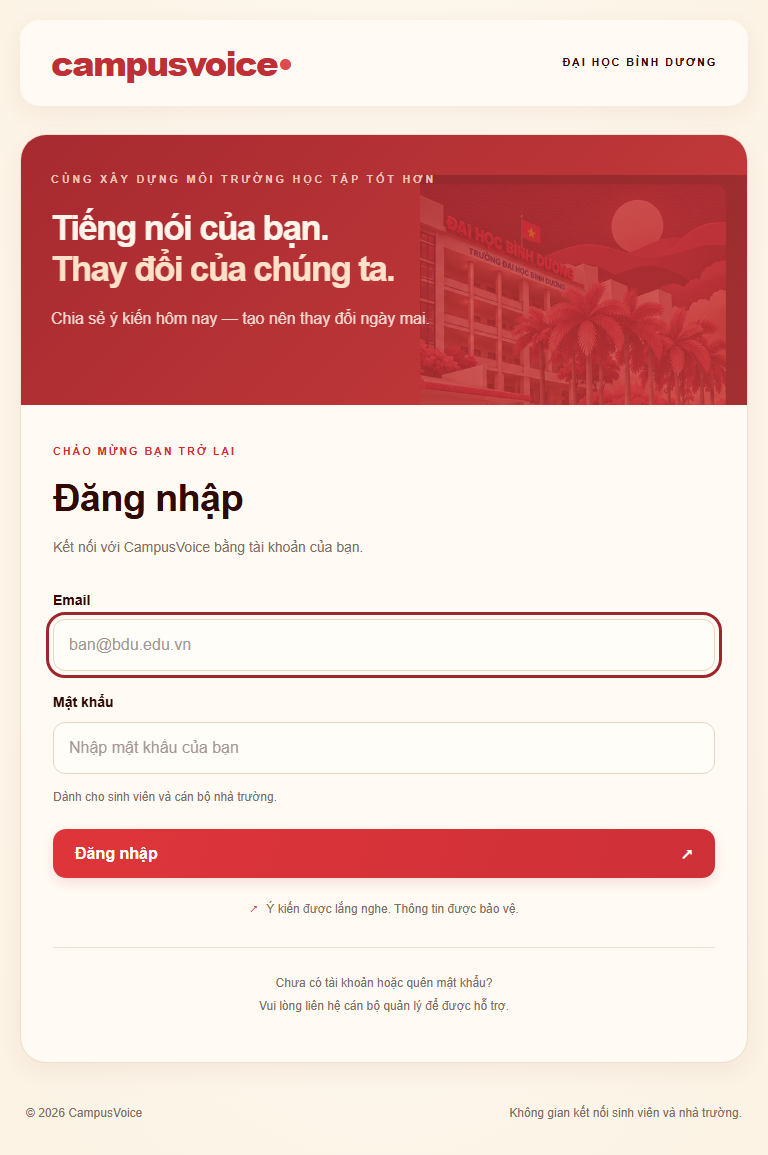 campusvoice
ĐẠI HỌC BÌNH DƯƠNG
CÙNG XÂY DỰNG MÔI TRƯỜNG HỌC TẬP TỐT HƠN
Tiếng nói của bạn.
Thay đổi của chúng ta.
Chia sẻ ý kiến hôm nay — tạo nên thay đổi ngày mai.
ĐẠI HỌC BÌNH DƯƠNG
TRƯỜNG ĐẠI HỌC BÌNH DƯƠNG
CHÀO MỪNG BẠN TRỞ LẠI
Đăng nhập
Kết nối với CampusVoice bằng tài khoản của bạn.
Email
ban@bdu.edu.vn
Mật khẩu
Nhập mật khẩu của bạn
Dành cho sinh viên và cán bộ nhà trường.
Đăng nhập ↗
↗ Ý kiến được lắng nghe. Thông tin được bảo vệ.
Chưa có tài khoản hoặc quên mật khẩu?
Vui lòng liên hệ cán bộ quản lý để được hỗ trợ.
© 2026 CampusVoice
Không gian kết nối sinh viên và nhà trường.